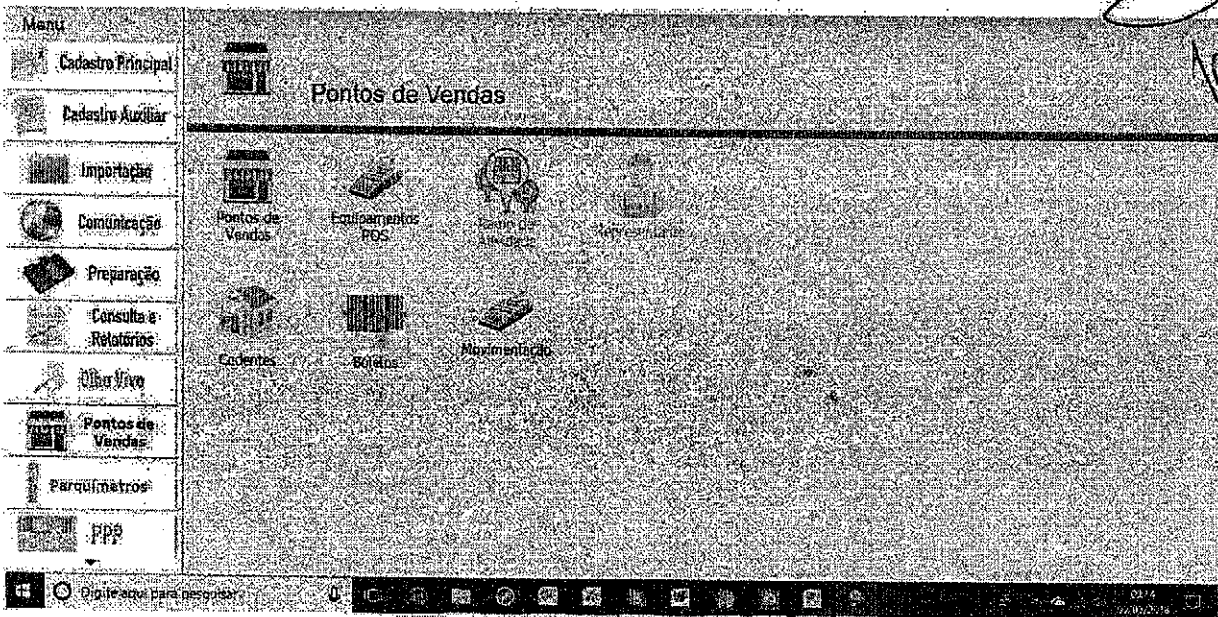 Menu
Cadastro Principal
Cadastro Auxiliar
Importação
Comunicação
Preparação
Consulta e
Relatórios
Olho Vivo
Pontos de
Vendas
Parquímetros
PPP
Pontos de Vendas
Pontos de
Vendas
Equipamentos
POS
Representante
Cedentes
Boletos
Movimentação
Digite aqui para pesquisar